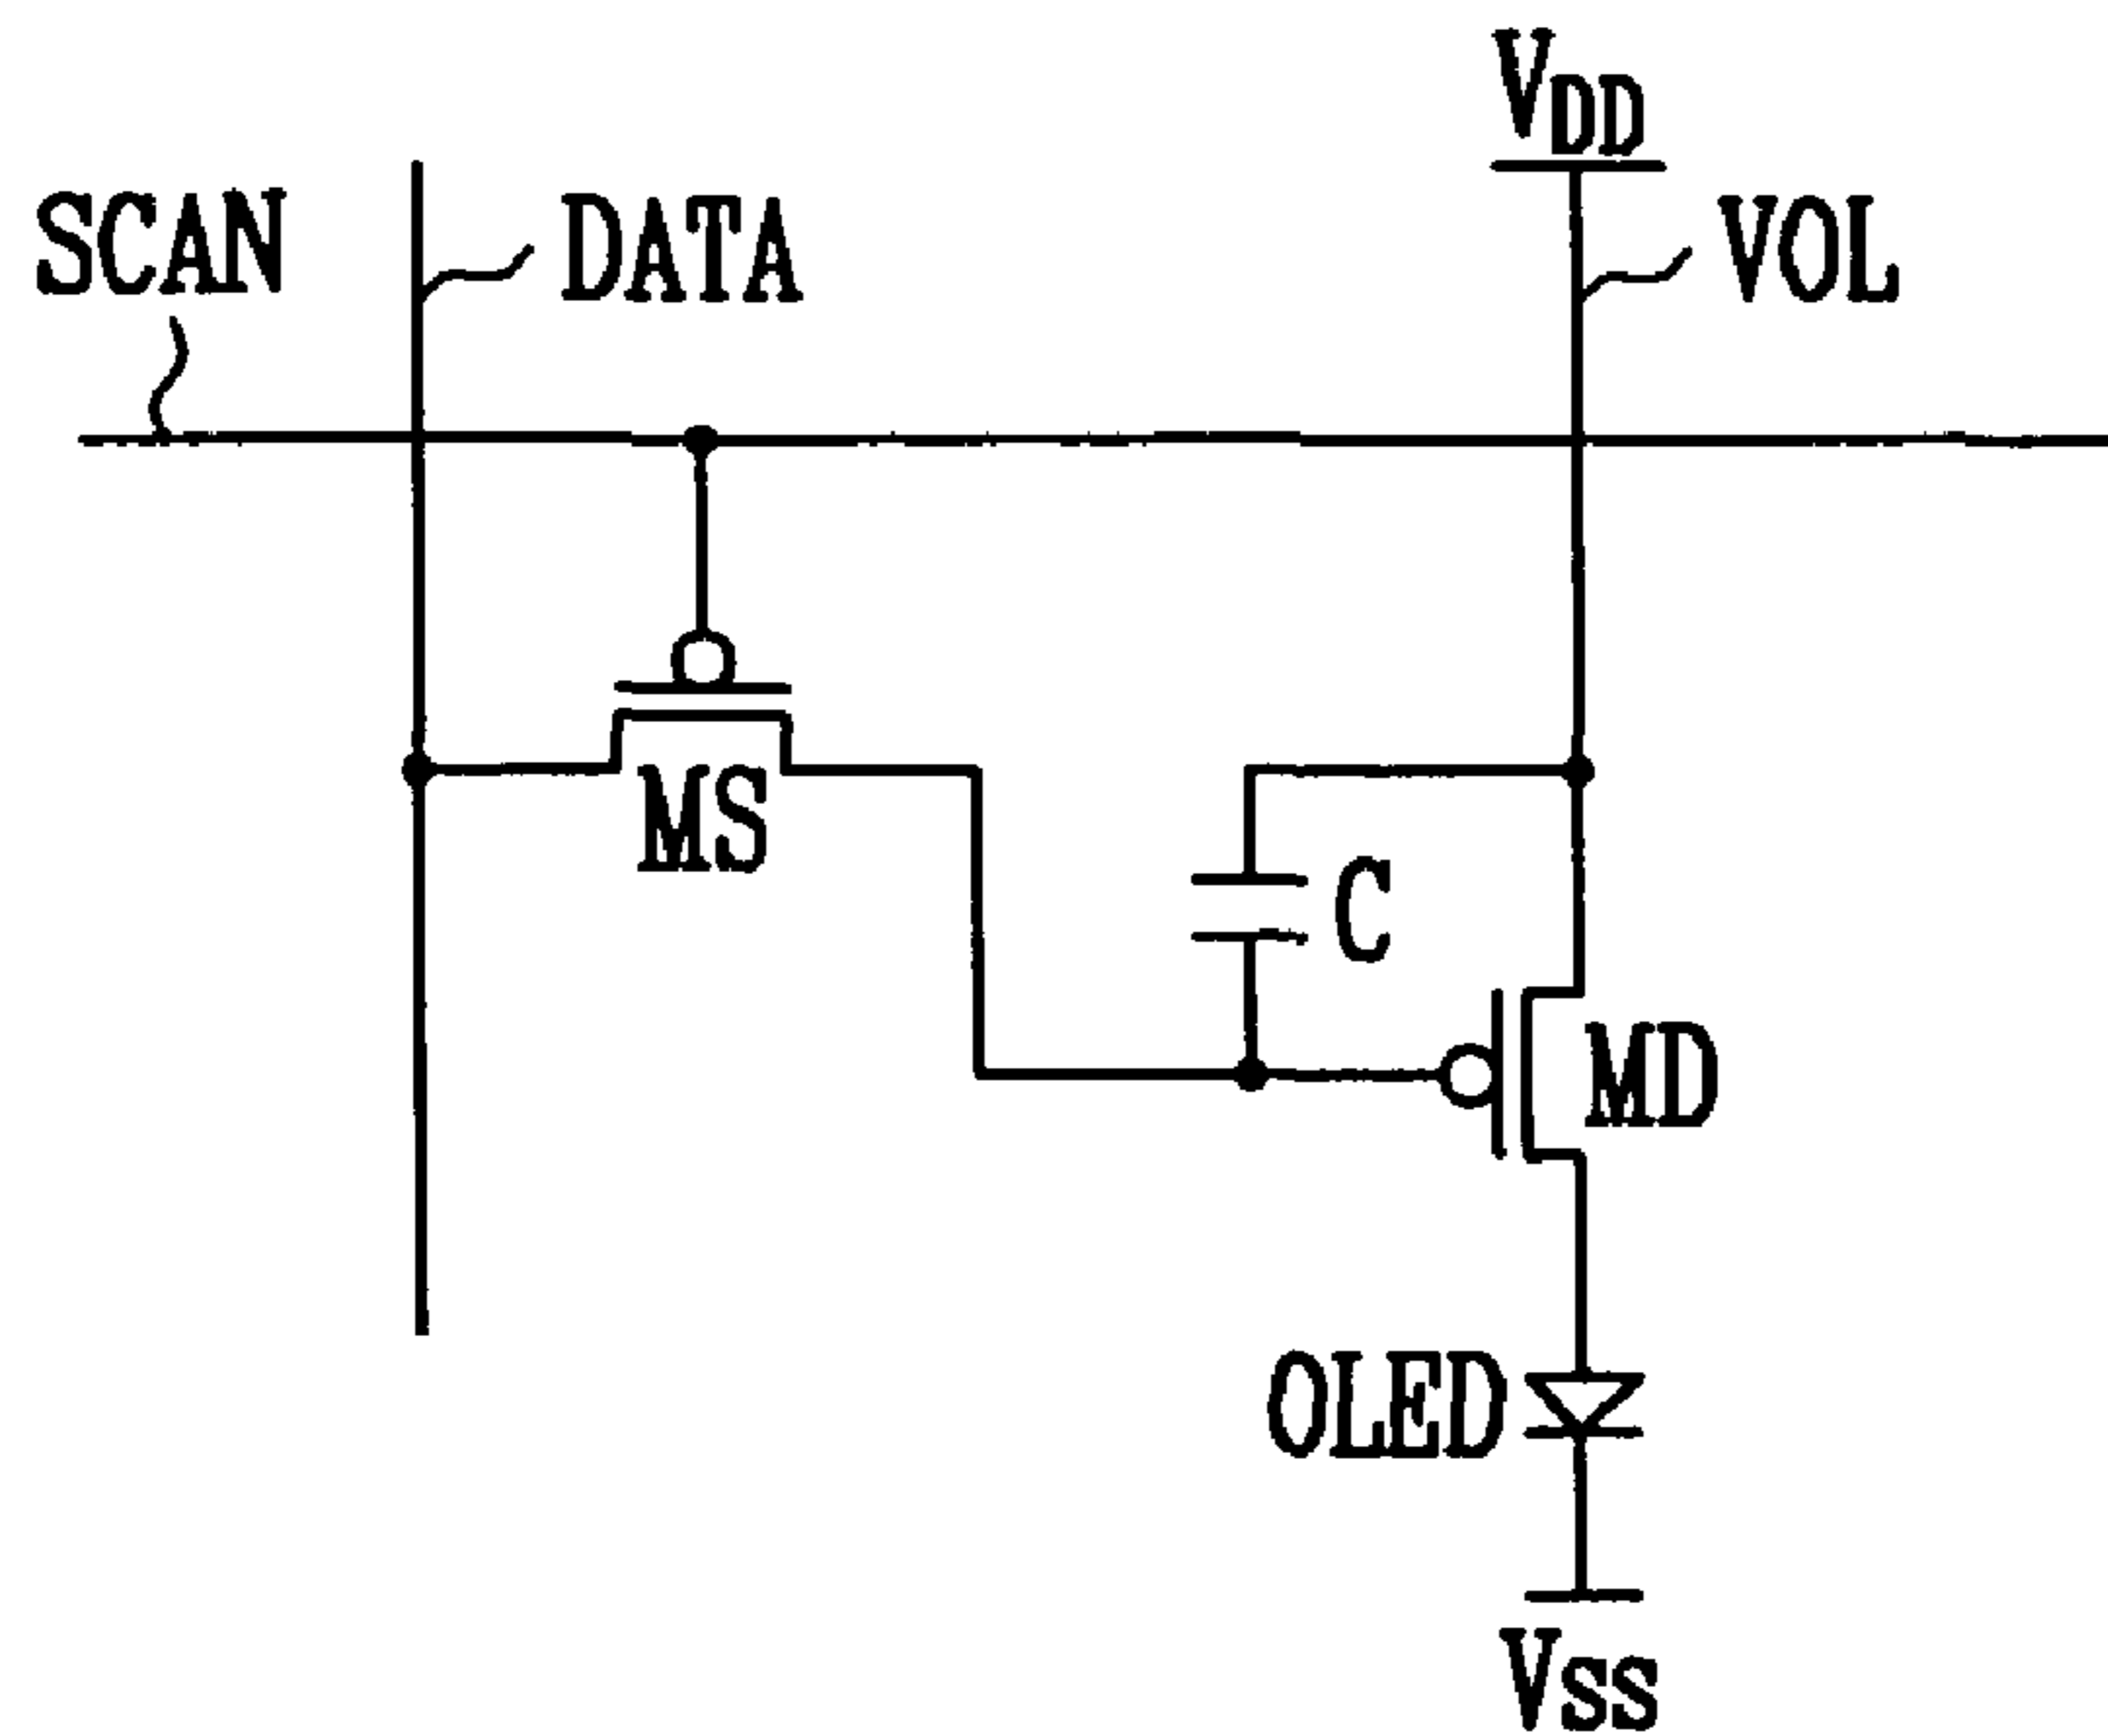 VDD
SCAN
DATA
VOL
MS
C
MD
OLED
VSS